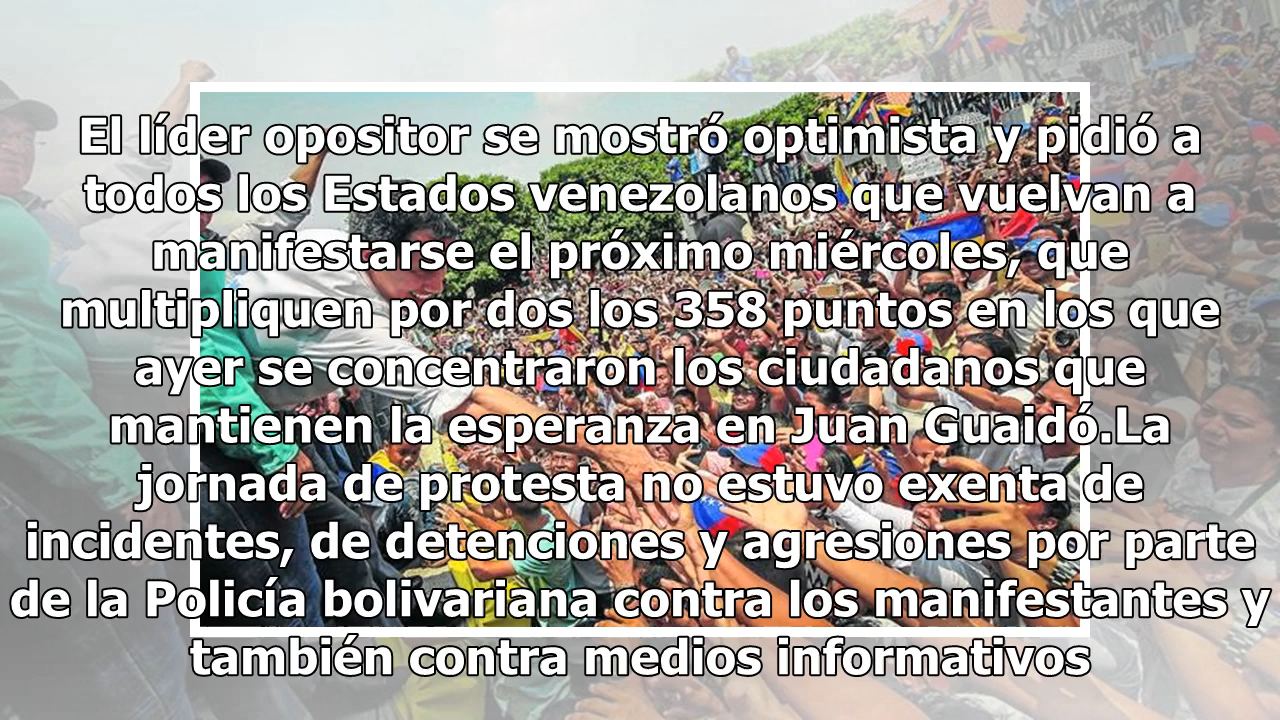 El líder opositor se mostró optimista y pidió a
todos los Estados venezolanos que vuelvan a
manifestarse el próximo miércoles, que
multipliquen por dos los 358 puntos en los que
ayer se concentraron los ciudadanos que
mantienen la esperanza en Juan Guaidó.La
jornada de protesta no estuvo exenta de
incidentes, de detenciones y agresiones por parte
de la Policía bolivariana contra los manifestantes y
también contra medios informativos